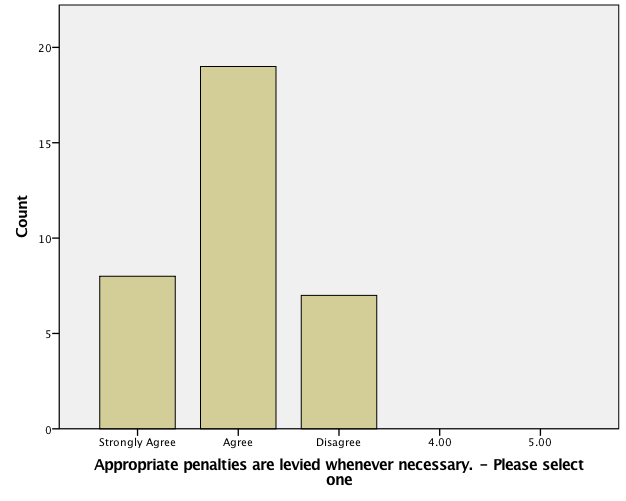 20
15
10
5
0
Count
Strongly Agree Agree Disagree 4.00 5.00
Appropriate penalties are levied whenever necessary. - Please select
one